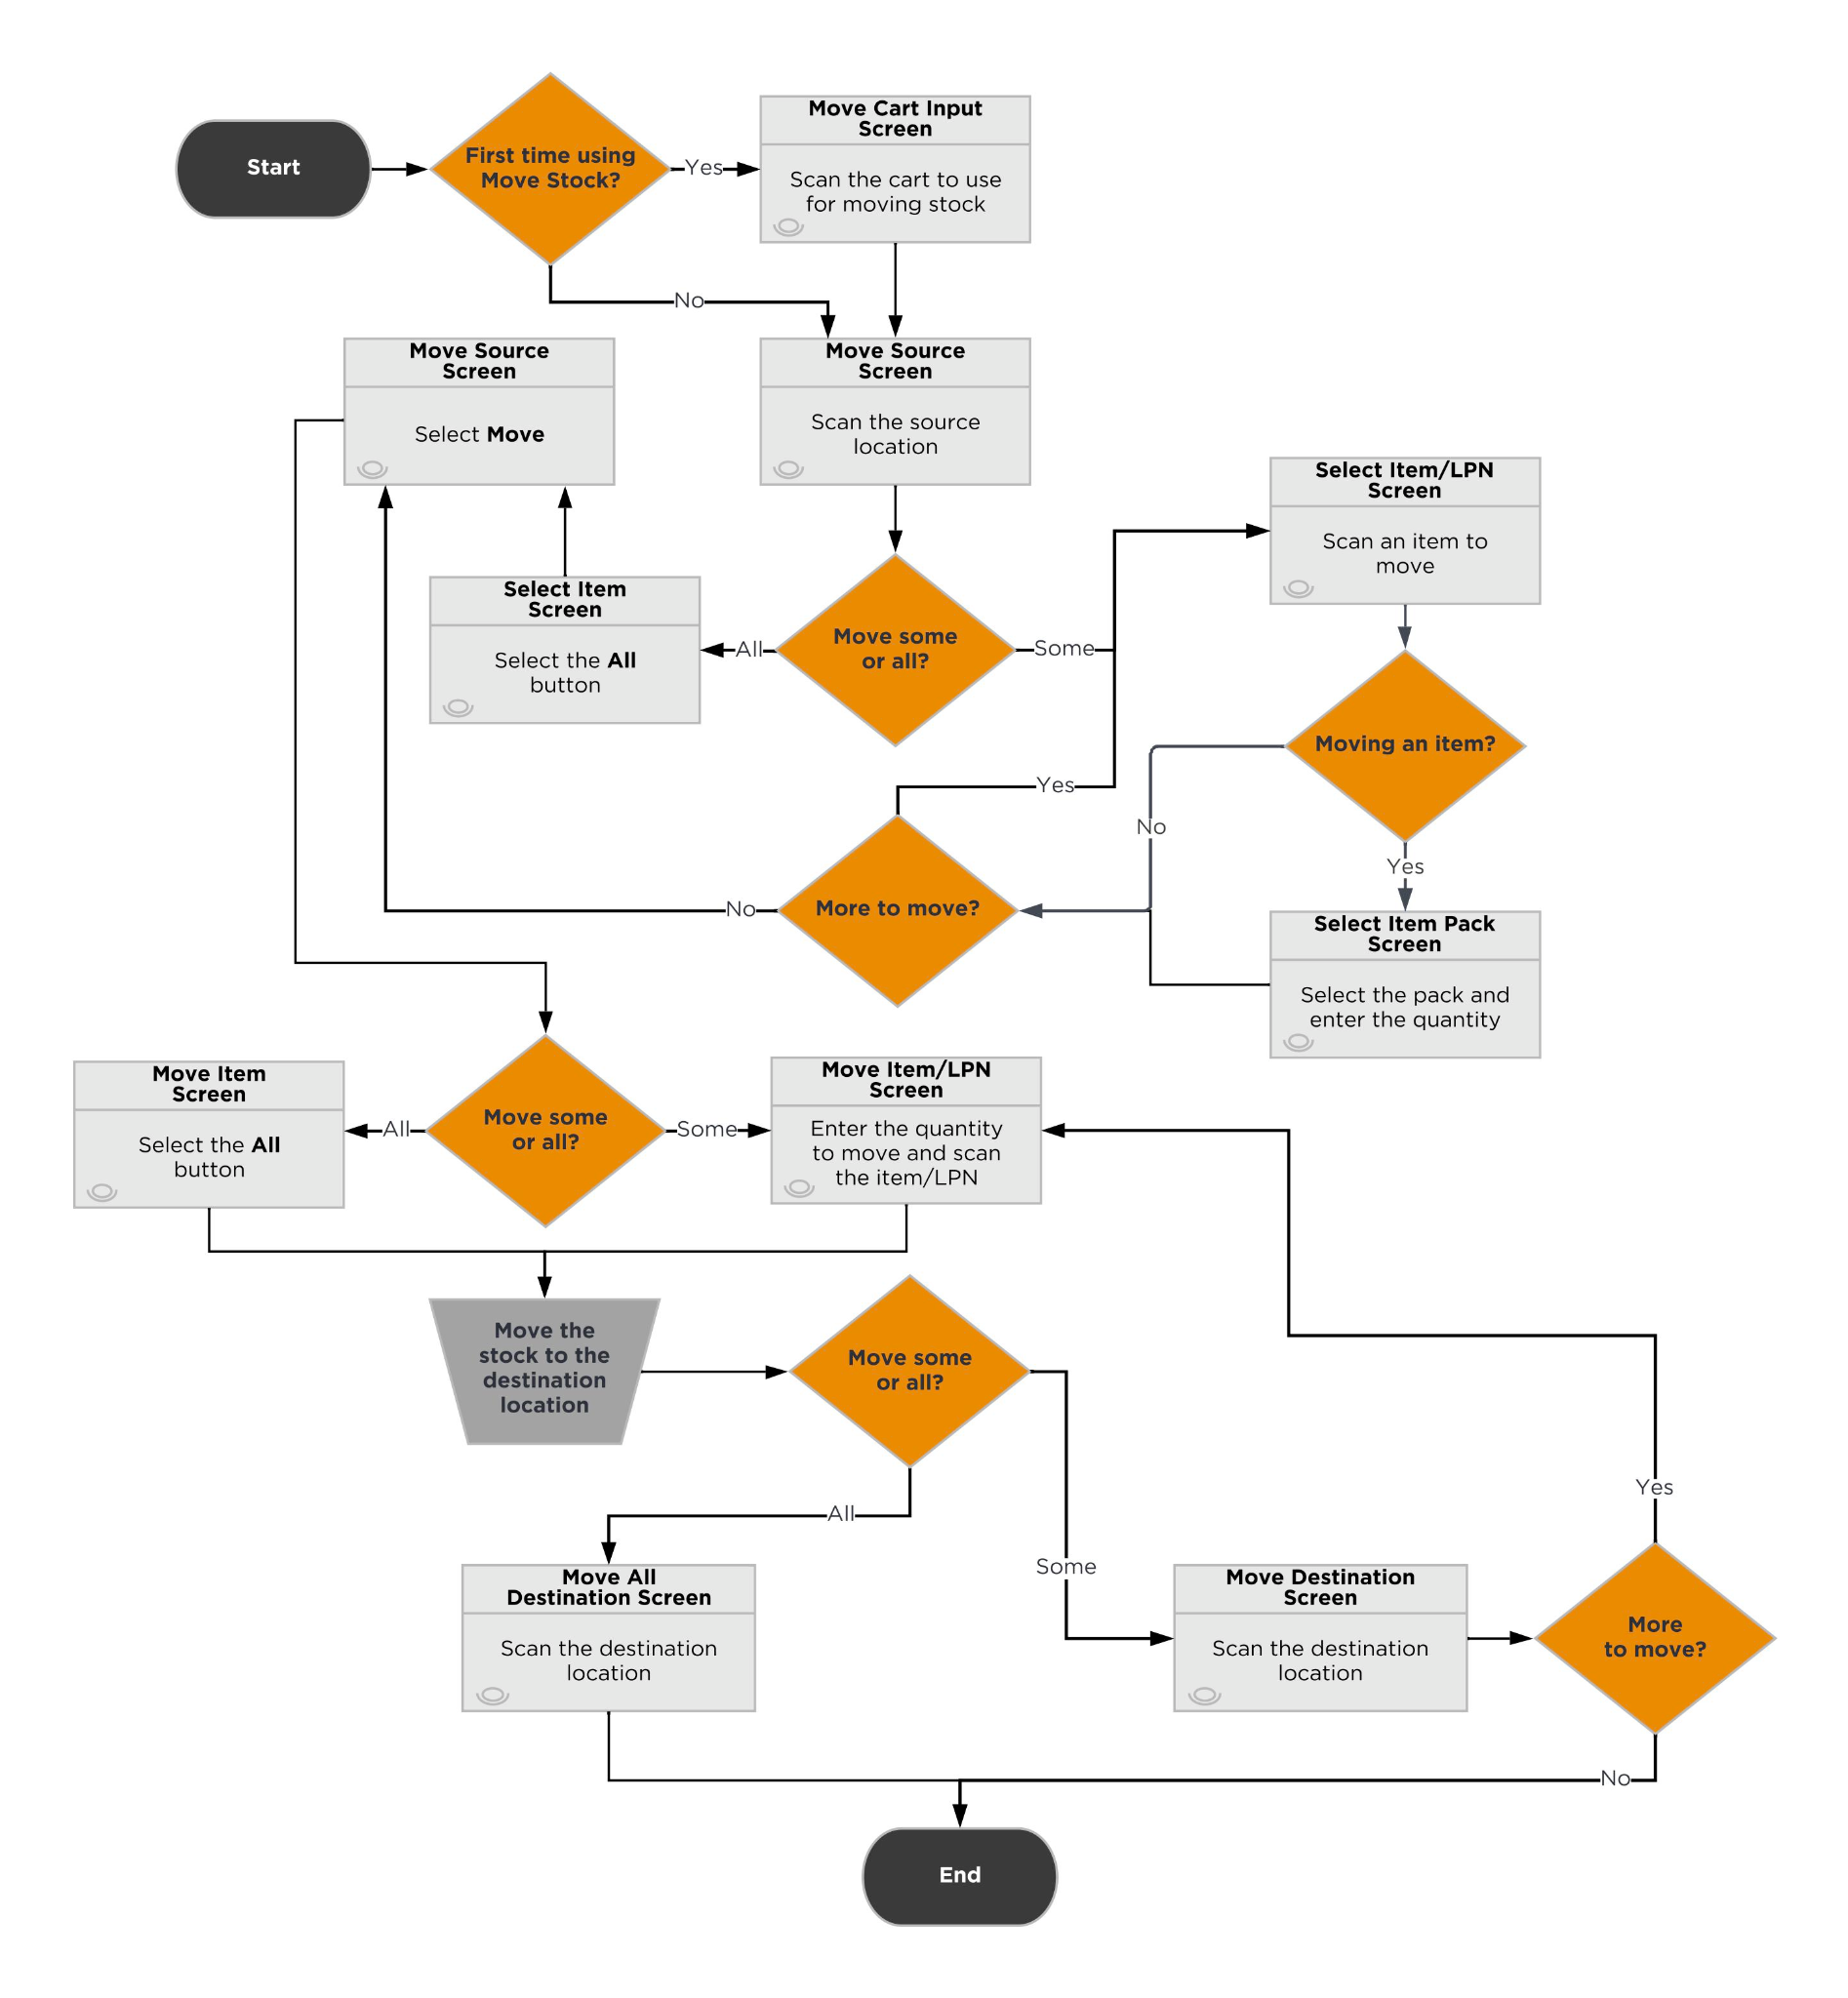 Start
First time using
Move Stock?
Yes
Move Cart Input
Screen
Scan the cart to use
for moving stock
No
Move Source
Screen
Select Move
Move Source
Screen
Scan the source
location
Select Item/LPN
Screen
Scan an item to
move
Select Item
Screen
Select the All
button
All
Move some
or all?
Some
Moving an item?
Yes
No
Yes
No
More to move?
Select Item Pack
Screen
Select the pack and
enter the quantity
Move Item
Screen
Select the All
button
All
Move some
or all?
Some
Move Item/LPN
Screen
Enter the quantity
to move and scan
the item/LPN
Move the
stock to the
destination
location
Move some
or all?
All
Some
Yes
Move All
Destination Screen
Scan the destination
location
Move Destination
Screen
Scan the destination
location
More
to move?
No
End